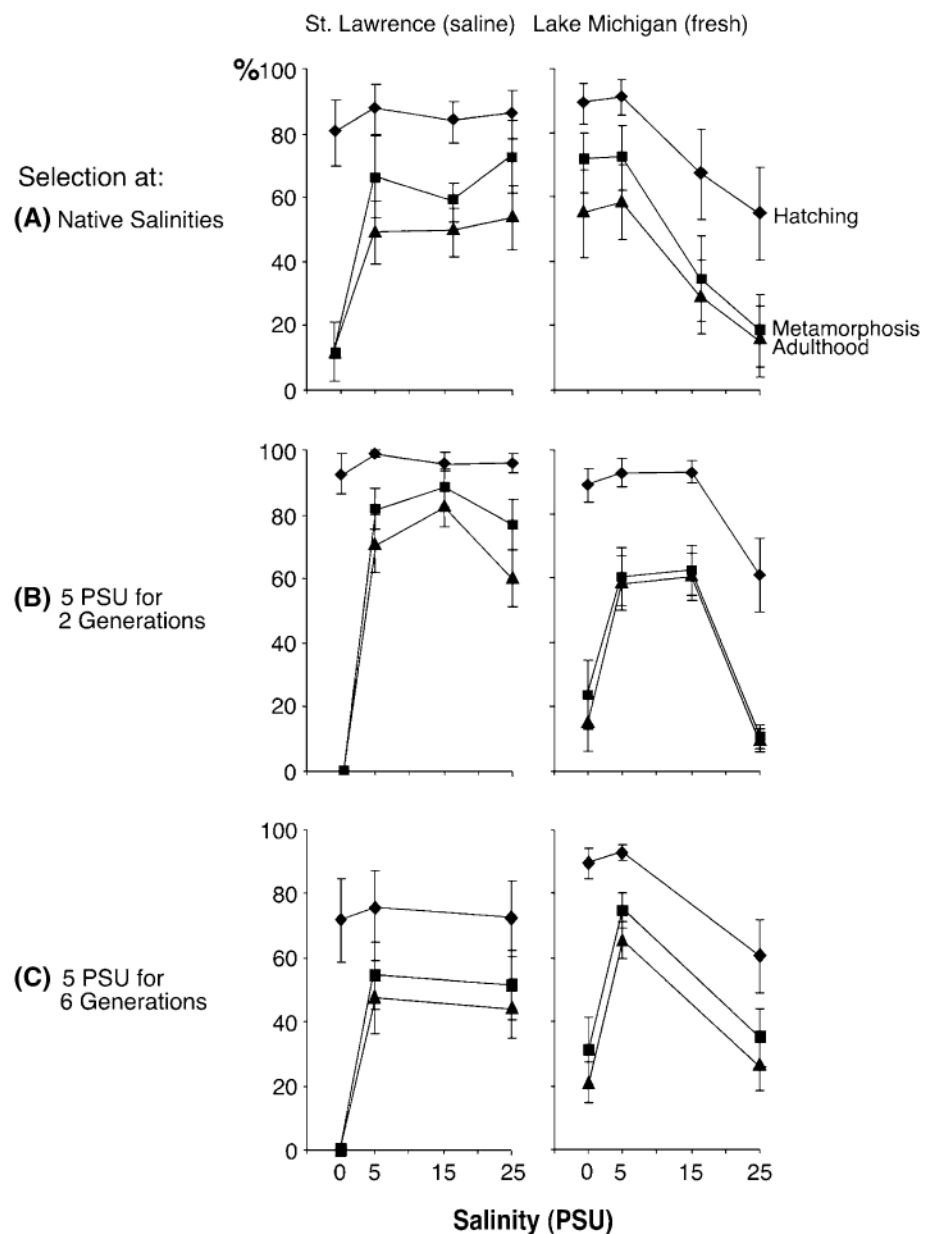 St. Lawrence (saline) Lake Michigan (fresh)
%100
80
60
40
20
0
Selection at:
(A) Native Salinities
Hatching
Metamorphosis
Adulthood
100
80
60
40
20
0
(B) 5 PSU for
2 Generations
100
80
60
40
20
0
(C) 5 PSU for
6 Generations
0 5 15 25 0 5 15 25
Salinity (PSU)